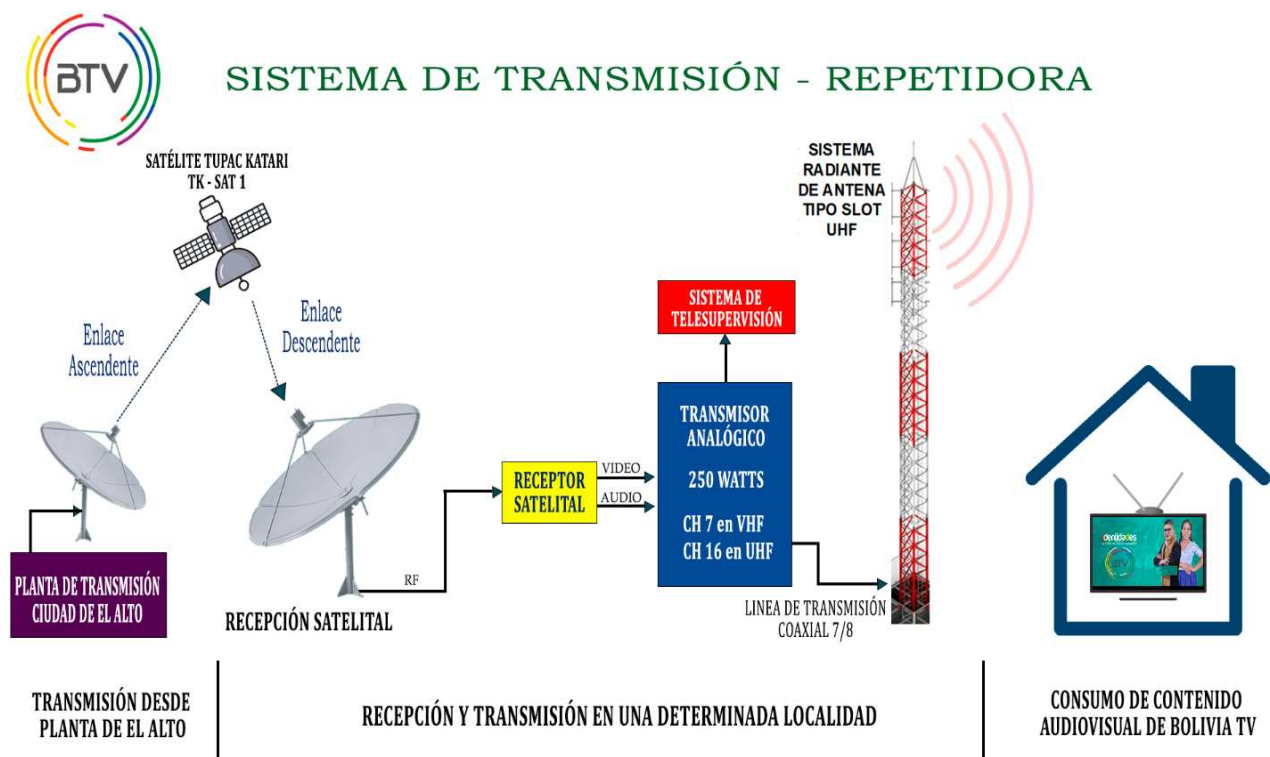 BTV
SISTEMA DE TRANSMISIÓN - REPETIDORA
SATÉLITE TUPAC KATARI
TK - SAT 1
Enlace
Ascendente
Enlace
Descendente
PLANTA DE TRANSMISIÓN
CIUDAD DE EL ALTO
RECEPCIÓN SATELITAL
RF
RECEPTOR
SATELITAL
VIDEO
AUDIO
SISTEMA DE
TELESUPERVISIÓN
TRANSMISOR
ANALÓGICO
250 WATTS
CH 7 en VHF
CH 16 en UHF
LINEA DE TRANSMISIÓN
COAXIAL 7/8
SISTEMA
RADIANTE
DE ANTENA
TIPO SLOT
UHF
identidades
BTV
TRANSMISIÓN DESDE
PLANTA DE EL ALTO
RECEPCIÓN Y TRANSMISIÓN EN UNA DETERMINADA LOCALIDAD
CONSUMO DE CONTENIDO
AUDIOVISUAL DE BOLIVIA TV